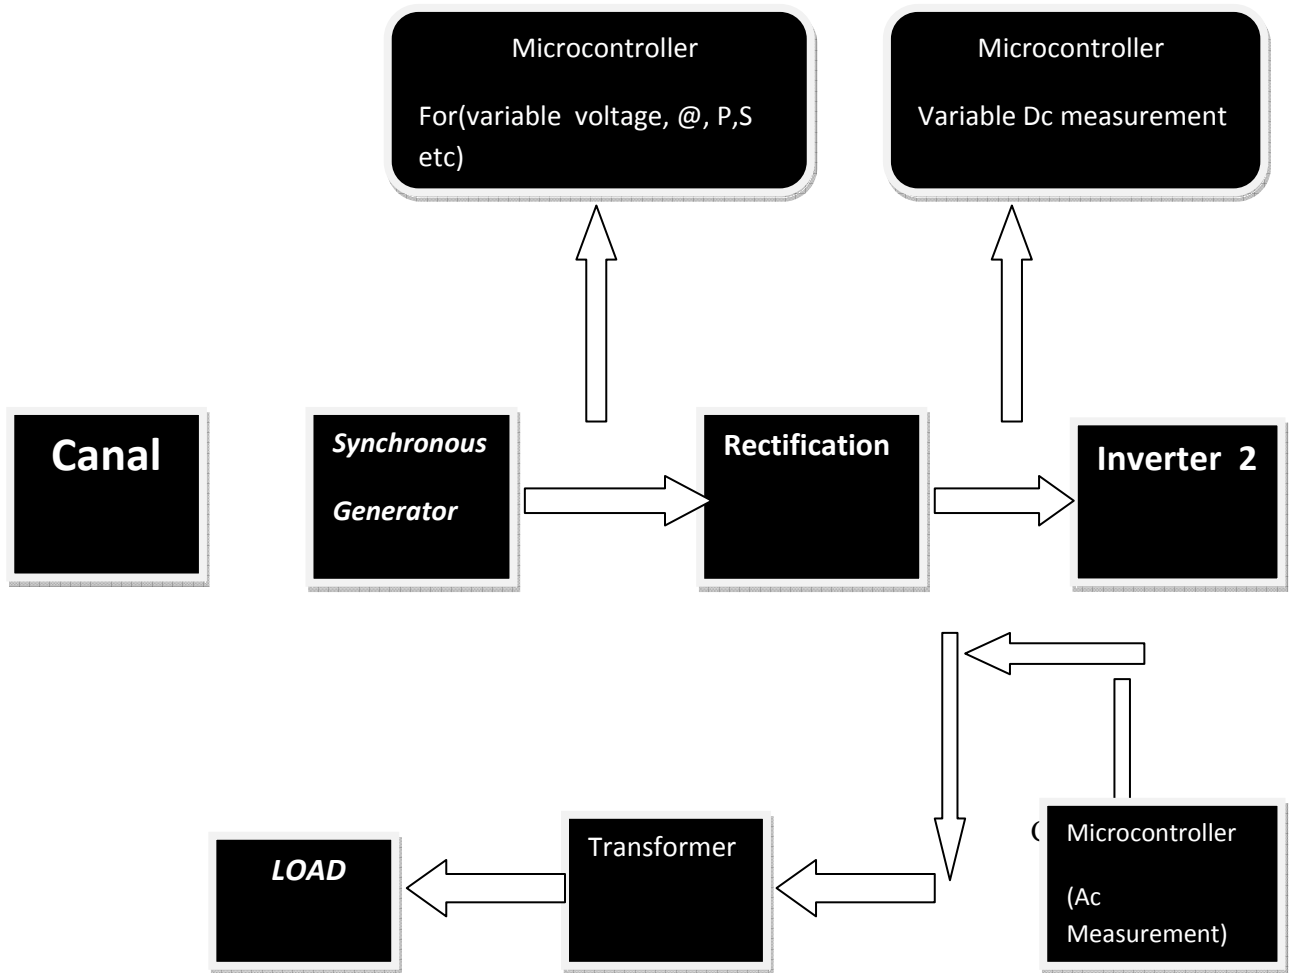 Microcontroller
For(variable  voltage, @, P,S
etc)
Microcontroller
Variable Dc measurement
Canal
Synchronous
Generator
Rectification
Inverter  2
LOAD
Transformer
Microcontroller
(Ac
Measurement)